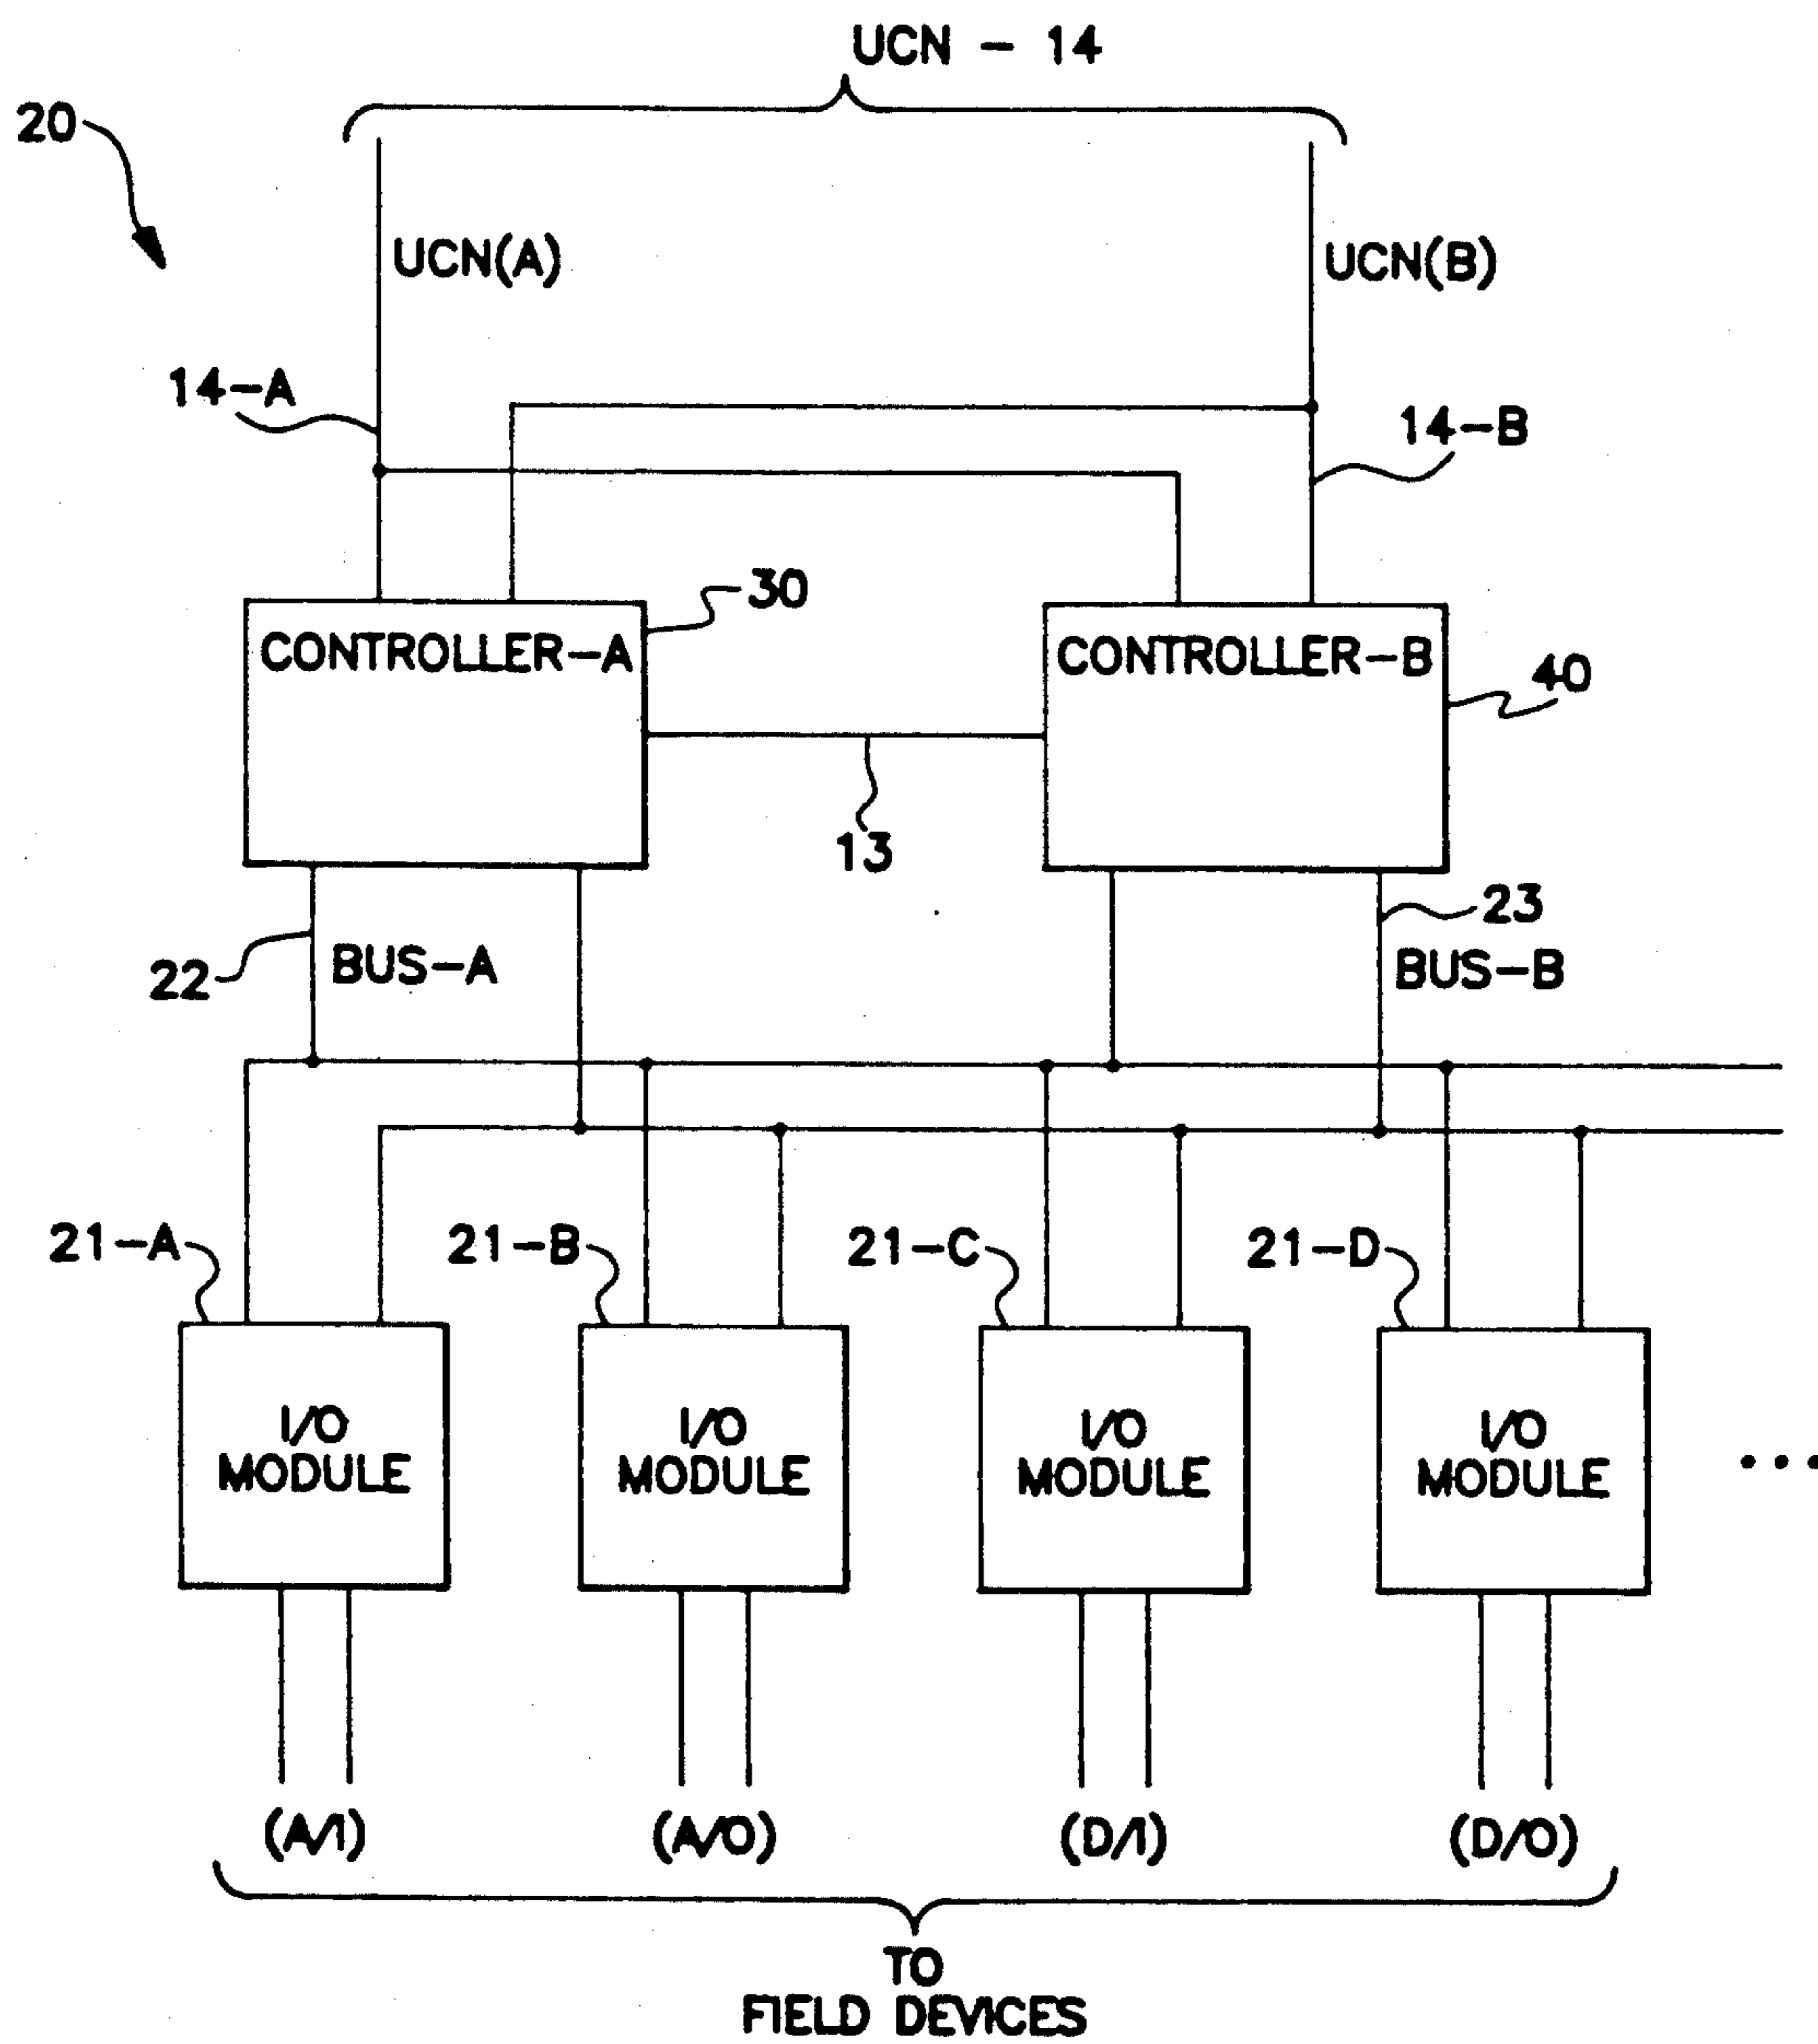 UCN - 14
20
UCN(A)
UCN(B)
14-A
14-B
30
CONTROLLER-A
CONTROLLER-B
40
13
22
BUS-A
23
BUS-B
21-A
21-B
21-C
21-D
I/O
MODULE
I/O
MODULE
I/O
MODULE
I/O
MODULE
...
(A/I)
(A/O)
(D/I)
(D/O)
TO
FIELD DEVICES